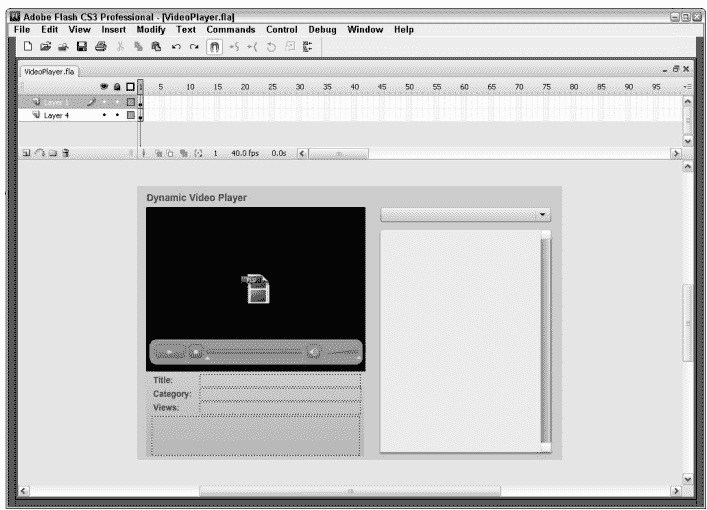 Adobe Flash CS3 Professional - [VideoPlayer.fla]
File Edit View Insert Modify Text Commands Control Debug Window Help
VideoPlayer.fla
1 5 10 15 20 25 30 35 40 45 50 55 60 65 70 75 80 85 90 95
Layer 1
Layer 4
1 40.0 fps 0.0s
Dynamic Video Player
Title:
Category:
Views: